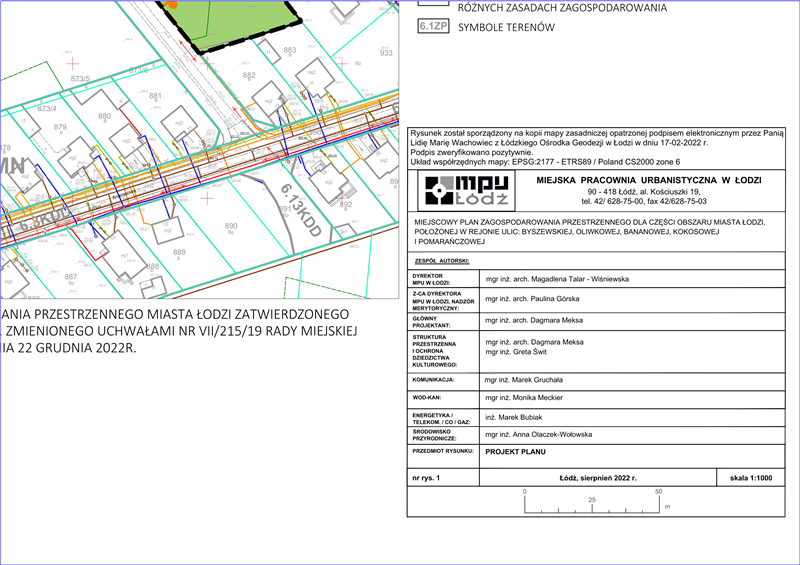 RÓŻNYCH ZASADACH ZAGOSPODAROWANIA
6.1ZP SYMBOLE TERENÓW
873/5
873/6
873/4
879
880
881
882
883
933
MN
6.13KDD
887
888
889
890
891
892
ANIA PRZESTRZENNEGO MIASTA ŁODZI ZATWIERDZONEGO
ZMIENIONEGO UCHWAŁAMI NR VII/215/19 RADY MIEJSKIEJ
IA 22 GRUDNIA 2022R.
Rysunek został sporządzony na kopii mapy zasadniczej opatrzonej podpisem elektronicznym przez Panią
Lidię Marię Wachowiec z Łódzkiego Ośrodka Geodezji w Łodzi w dniu 17-02-2022 r.
Podpis zweryfikowano pozytywnie.
Układ współrzędnych mapy: EPSG:2177 - ETRS89 / Poland CS2000 zone 6
mpu
Łódź
MIEJSKA PRACOWNIA URBANISTYCZNA W ŁODZI
90 - 418 Łódź, al. Kościuszki 19,
tel. 42/ 628-75-00, fax 42/628-75-03
MIEJSCOWY PLAN ZAGOSPODAROWANIA PRZESTRZENNEGO DLA CZĘŚCI OBSZARU MIASTA ŁODZI,
POŁOŻONEJ W REJONIE ULIC: BYSZEWSKIEJ, OLIWKOWEJ, BANANOWEJ, KOKOSOWEJ
I POMARAŃCZOWEJ
ZESPÓŁ AUTORSKI:
DYREKTOR
MPU W ŁODZI:
mgr inż. arch. Magadlena Talar - Wiśniewska
Z-CA DYREKTORA
MPU W ŁODZI, NADZÓR
MERYTORYCZNY:
mgr inż. arch. Paulina Górska
GŁÓWNY
PROJEKTANT:
mgr inż. arch. Dagmara Meksa
STRUKTURA
PRZESTRZENNA
I OCHRONA
DZIEDZICTWA
KULTUROWEGO:
mgr inż. arch. Dagmara Meksa
mgr inż. Greta Świt
KOMUNIKACJA:
mgr inż. Marek Gruchała
WOD-KAN:
mgr inż. Monika Meckier
ENERGETYKA /
TELEKOM. / CO / GAZ:
inż. Marek Bubiak
ŚRODOWISKO
PRZYRODNICZE:
mgr inż. Anna Olaczek-Wołowska
PRZEDMIOT RYSUNKU:
PROJEKT PLANU
nr rys. 1
Łódź, sierpnień 2022 r.
skala 1:1000
0
25
50
m